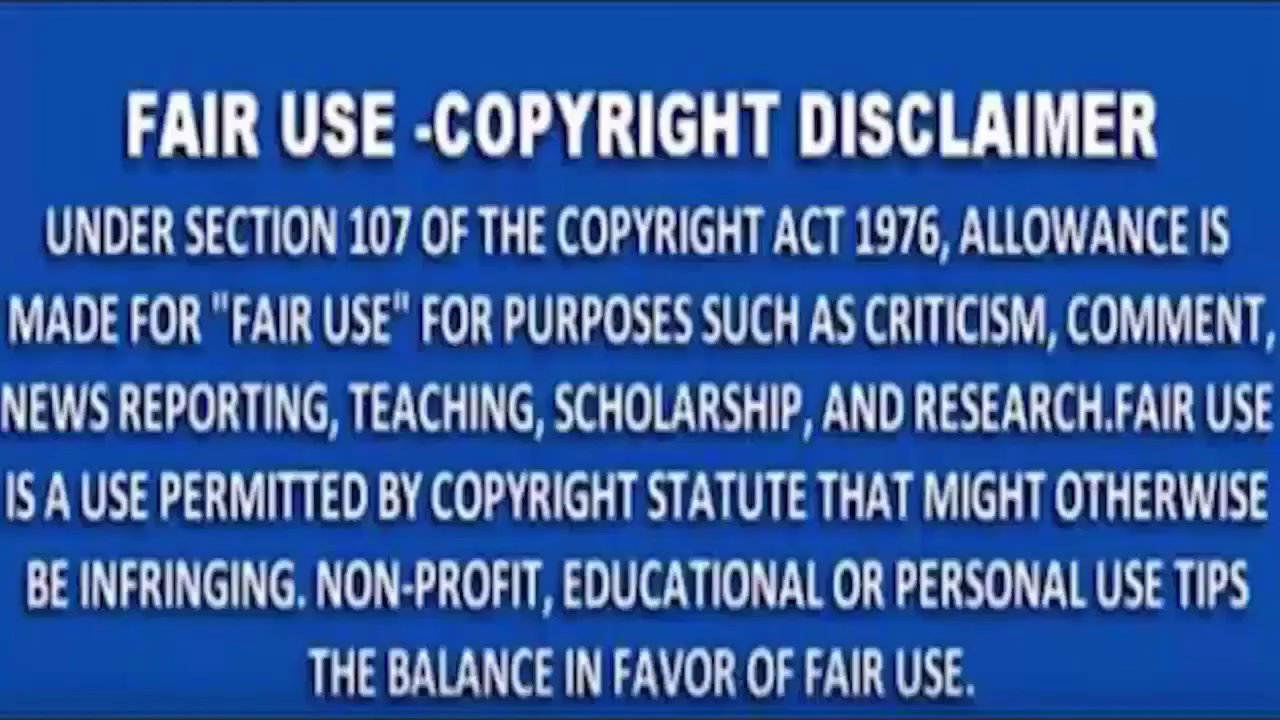 FAIR USE -COPYRIGHT DISCLAIMER
UNDER SECTION 107 OF THE COPYRIGHT ACT 1976, ALLOWANCE IS
MADE FOR "FAIR USE" FOR PURPOSES SUCH AS CRITICISM, COMMENT,
NEWS REPORTING, TEACHING, SCHOLARSHIP, AND RESEARCH.FAIR USE
IS A USE PERMITTED BY COPYRIGHT STATUTE THAT MIGHT OTHERWISE
BE INFRINGING. NON-PROFIT, EDUCATIONAL OR PERSONAL USE TIPS
THE BALANCE IN FAVOR OF FAIR USE.